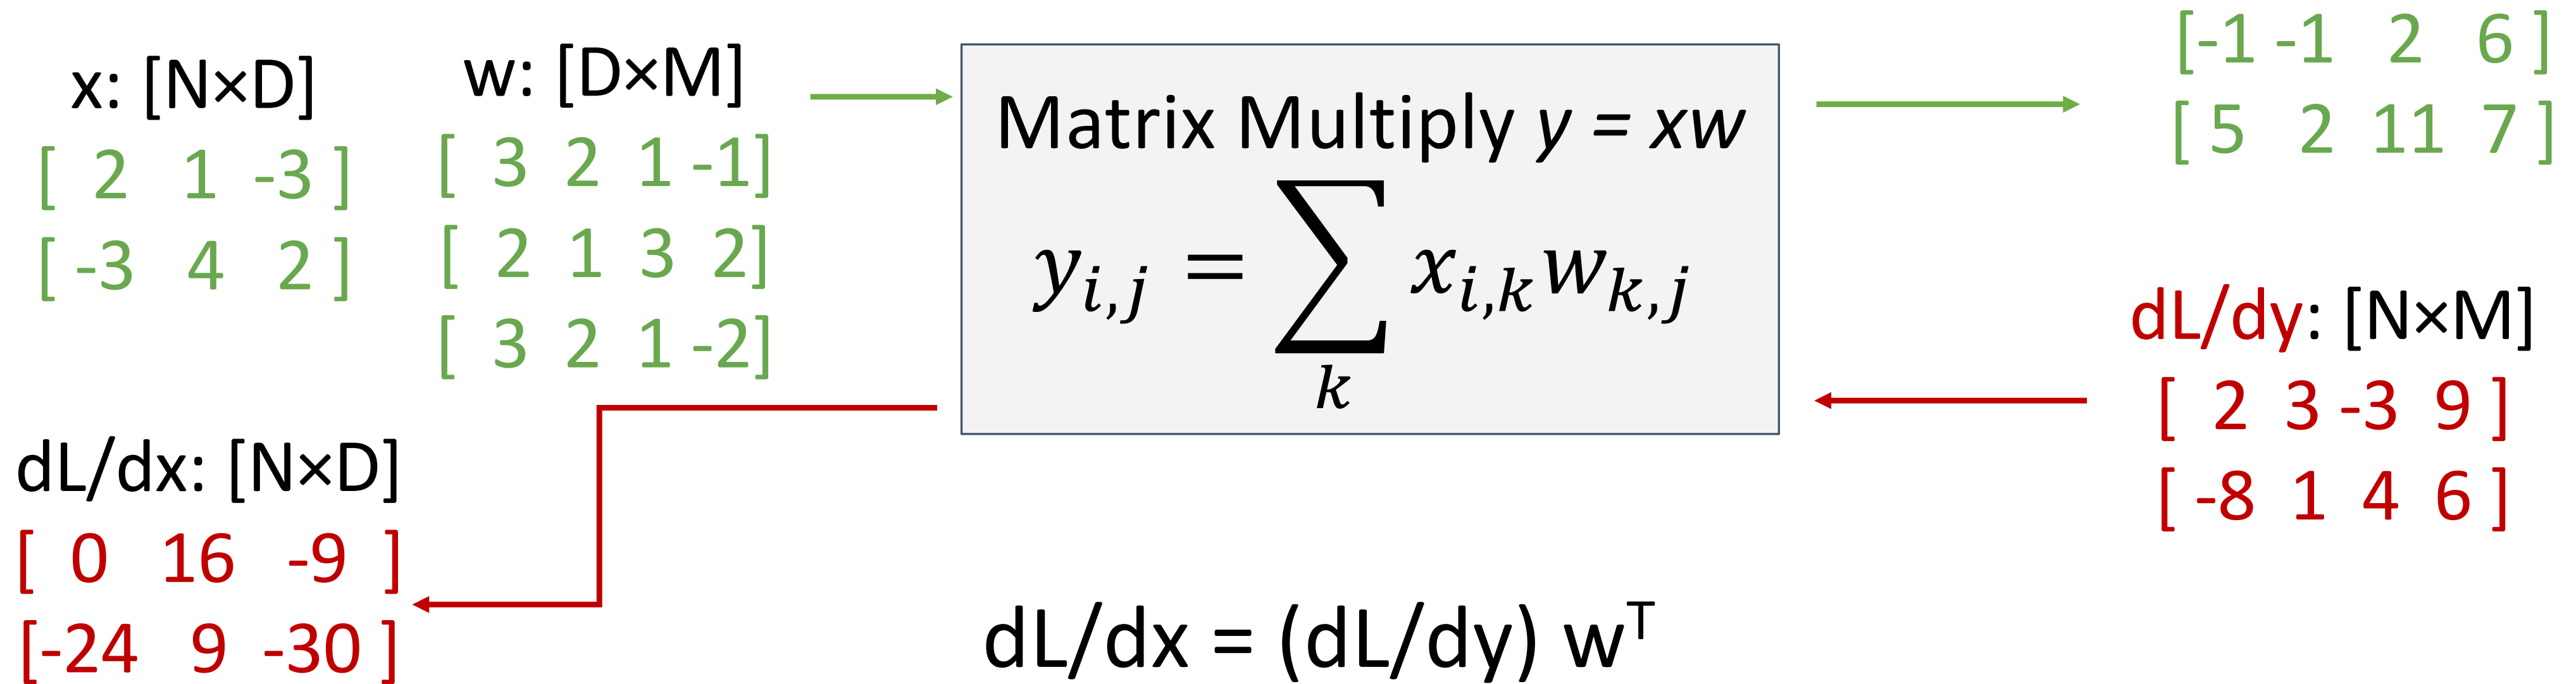 x: [N×D]
[ 2 1 -3 ]
[ -3 4 2 ]
w: [D×M]
[ 3 2 1 -1]
[ 2 1 3 2]
[ 3 2 1 -2]
Matrix Multiply y = xw
y_{i,j} = ∑_k x_{i,k} w_{k,j}
[-1 -1 2 6 ]
[ 5 2 11 7 ]
dL/dy: [N×M]
[ 2 3 -3 9 ]
[ -8 1 4 6 ]
dL/dx: [N×D]
[ 0 16 -9 ]
[-24 9 -30 ]
dL/dx = (dL/dy) wᵀ